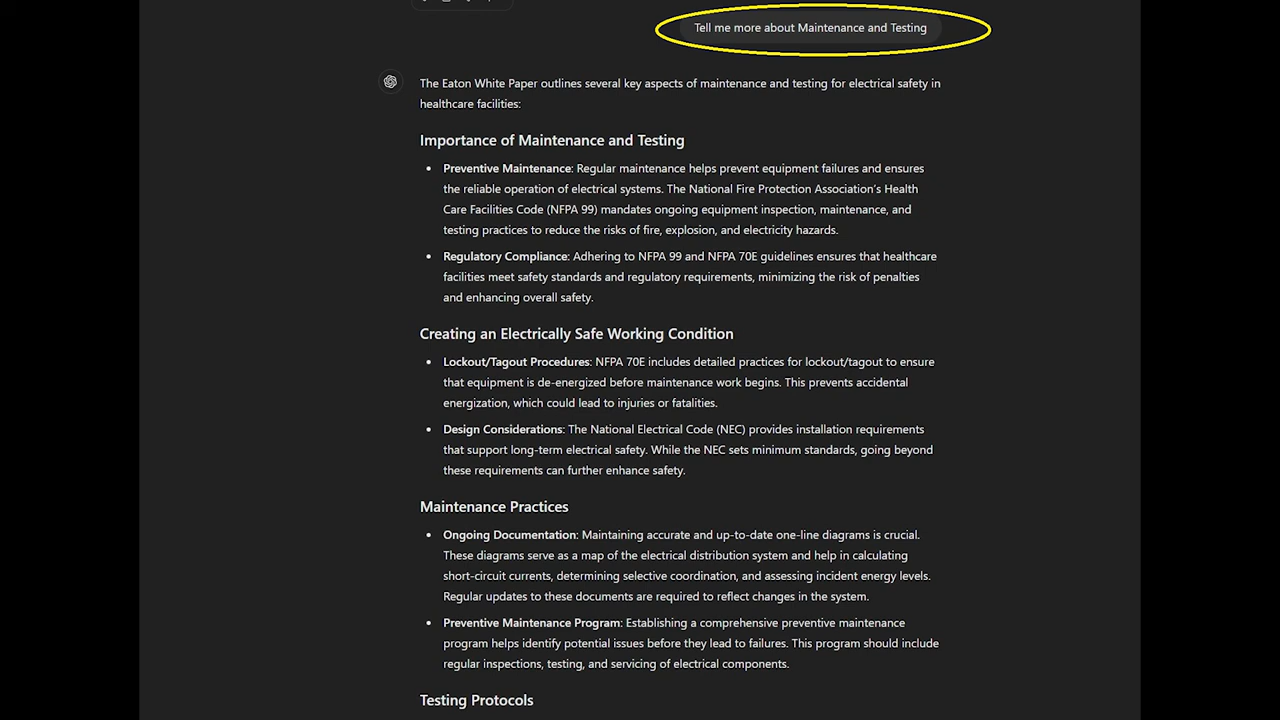 Tell me more about Maintenance and Testing
The Eaton White Paper outlines several key aspects of maintenance and testing for electrical safety in
healthcare facilities:
Importance of Maintenance and Testing
• Preventive Maintenance: Regular maintenance helps prevent equipment failures and ensures
the reliable operation of electrical systems. The National Fire Protection Association's Health
Care Facilities Code (NFPA 99) mandates ongoing equipment inspection, maintenance, and
testing practices to reduce the risks of fire, explosion, and electricity hazards.
• Regulatory Compliance: Adhering to NFPA 99 and NFPA 70E guidelines ensures that healthcare
facilities meet safety standards and regulatory requirements, minimizing the risk of penalties
and enhancing overall safety.
Creating an Electrically Safe Working Condition
• Lockout/Tagout Procedures: NFPA 70E includes detailed practices for lockout/tagout to ensure
that equipment is de-energized before maintenance work begins. This prevents accidental
energization, which could lead to injuries or fatalities.
• Design Considerations: The National Electrical Code (NEC) provides installation requirements
that support long-term electrical safety. While the NEC sets minimum standards, going beyond
these requirements can further enhance safety.
Maintenance Practices
• Ongoing Documentation: Maintaining accurate and up-to-date one-line diagrams is crucial.
These diagrams serve as a map of the electrical distribution system and help in calculating
short-circuit currents, determining selective coordination, and assessing incident energy levels.
Regular updates to these documents are required to reflect changes in the system.
• Preventive Maintenance Program: Establishing a comprehensive preventive maintenance
program helps identify potential issues before they lead to failures. This program should include
regular inspections, testing, and servicing of electrical components.
Testing Protocols